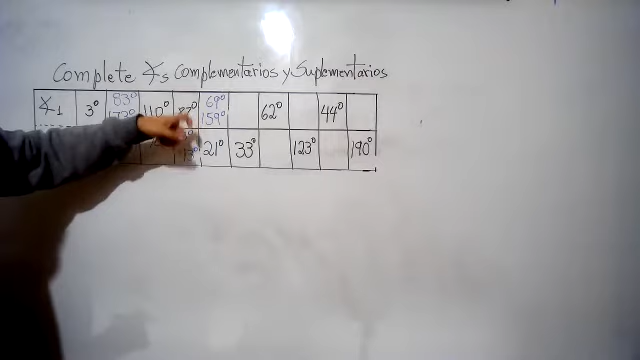 Complete ∡s Complementarios y Suplementarios
∡1 3° 83° 110° 69° 62° 44°
173° 159°
21° 33° 123° 190°